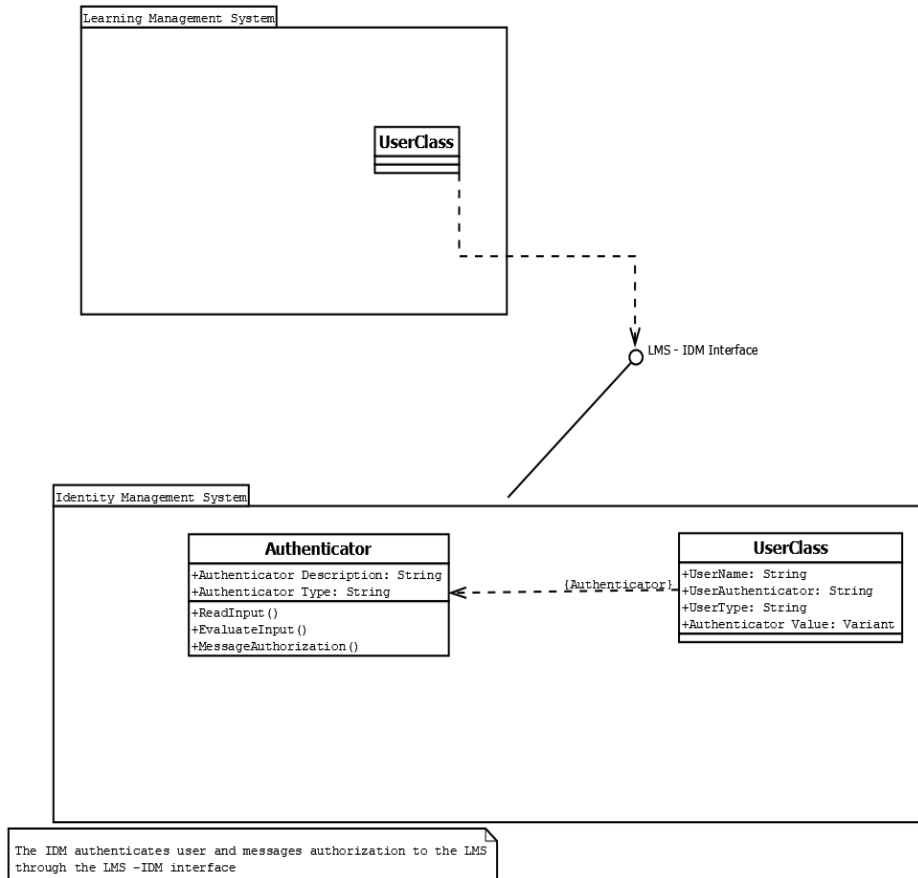 Learning Management System
UserClass
LMS - IDM Interface
Identity Management System
Authenticator
+Authenticator Description: String
+Authenticator Type: String
+ReadInput()
+EvaluateInput()
+MessageAuthorization()
{Authenticator}
UserClass
+UserName: String
+UserAuthenticator: String
+UserType: String
+Authenticator Value: Variant
The IDM authenticates user and messages authorization to the LMS
through the LMS -IDM interface